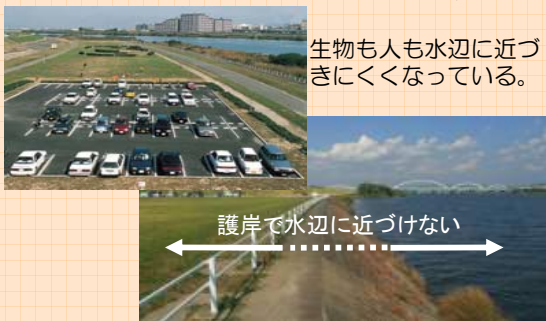 生物も人も水辺に近づ
きにくくなっている。
護岸で水辺に近づけない